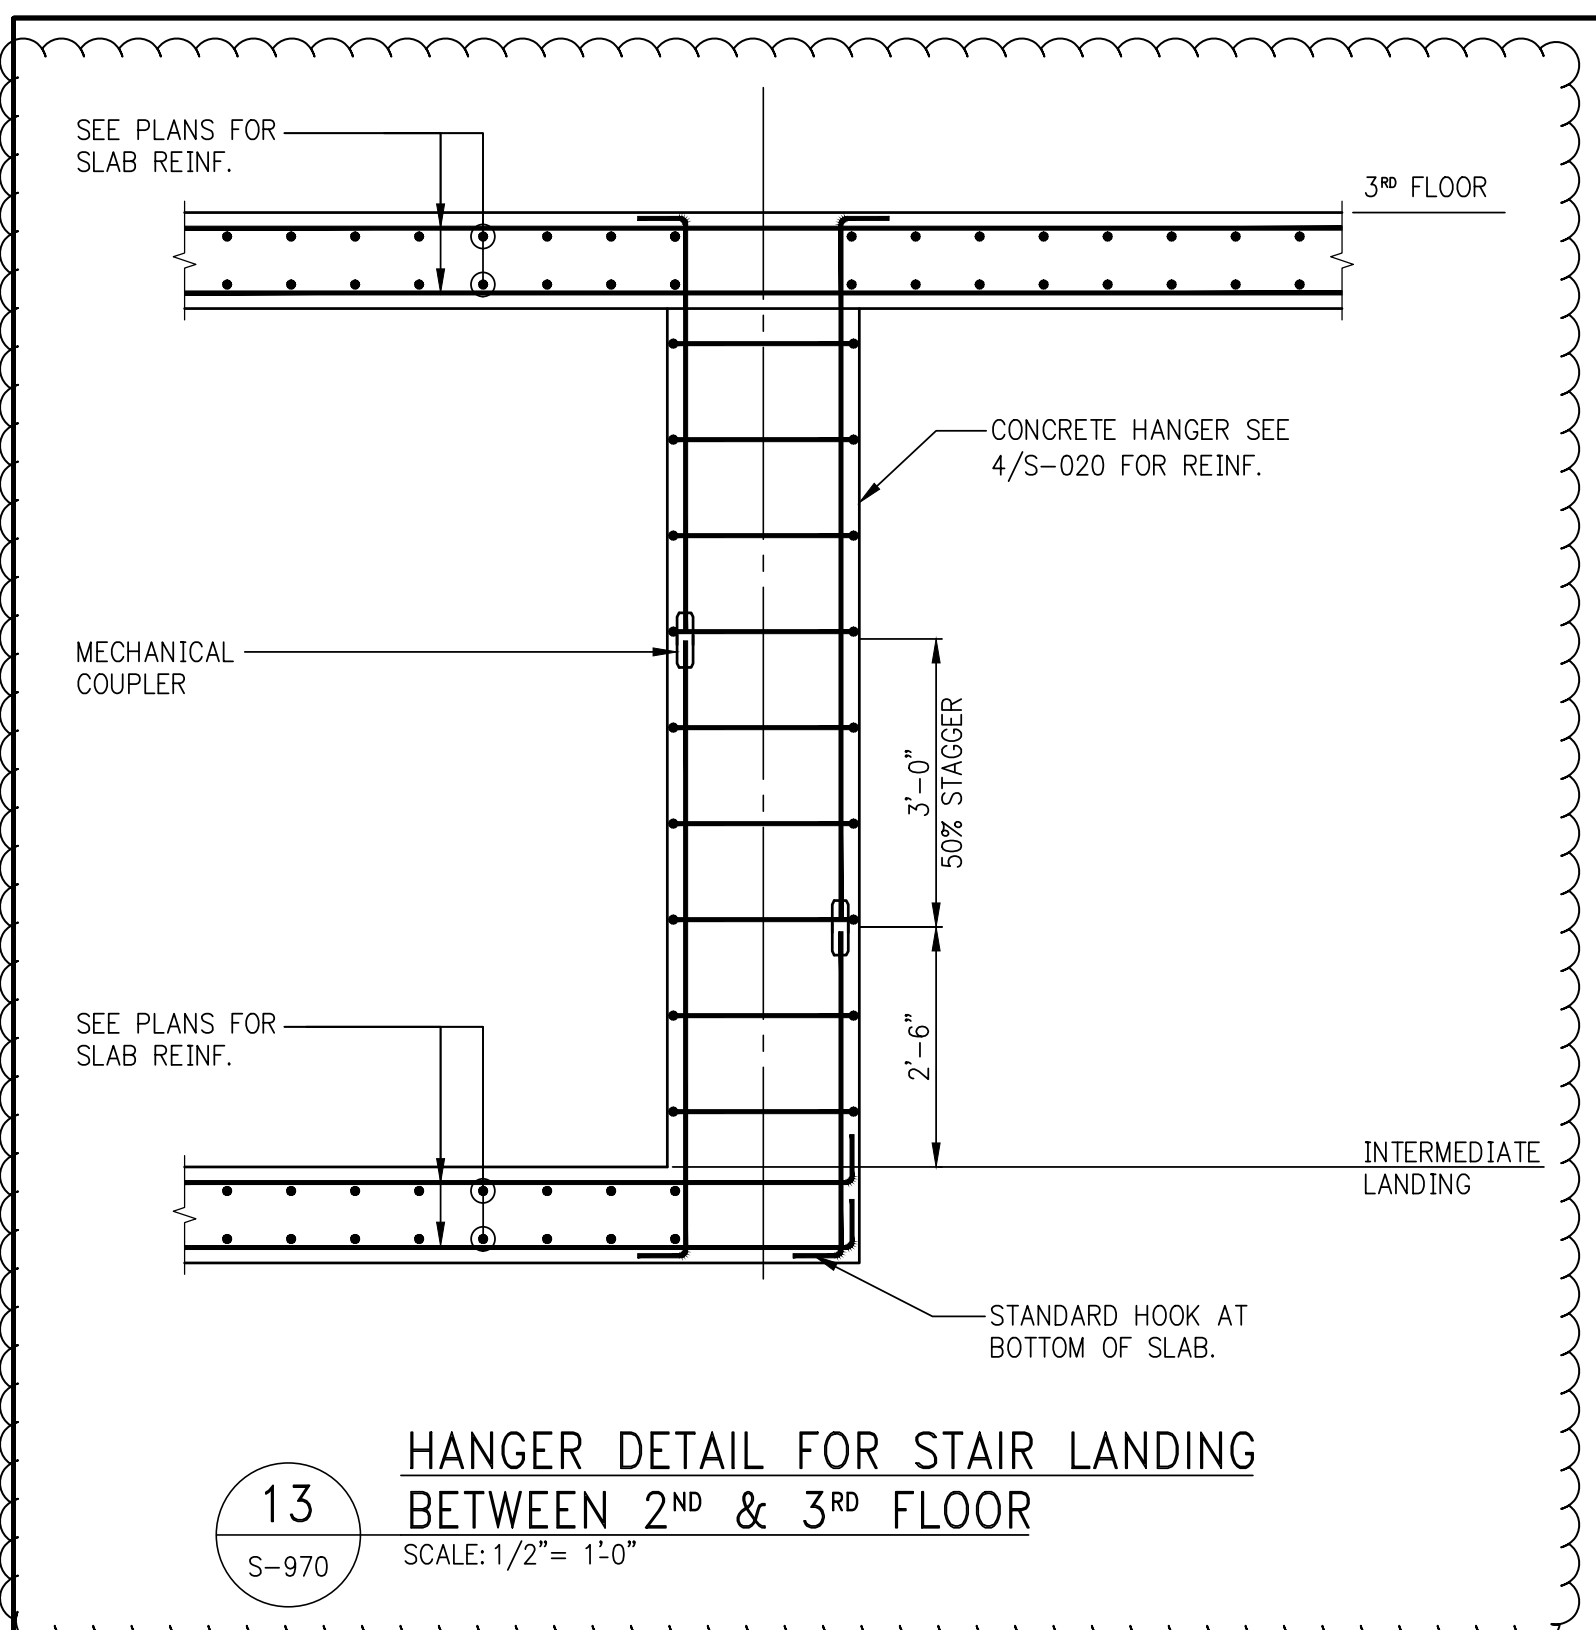 SEE PLANS FOR
SLAB REINF.
3RD FLOOR
CONCRETE HANGER SEE
4/S-020 FOR REINF.
MECHANICAL
COUPLER
3'-0"
50% STAGGER
SEE PLANS FOR
SLAB REINF.
2'-6"
INTERMEDIATE
LANDING
STANDARD HOOK AT
BOTTOM OF SLAB.
HANGER DETAIL FOR STAIR LANDING
BETWEEN 2ND & 3RD FLOOR
SCALE: 1/2"= 1'-0"
13
S-970